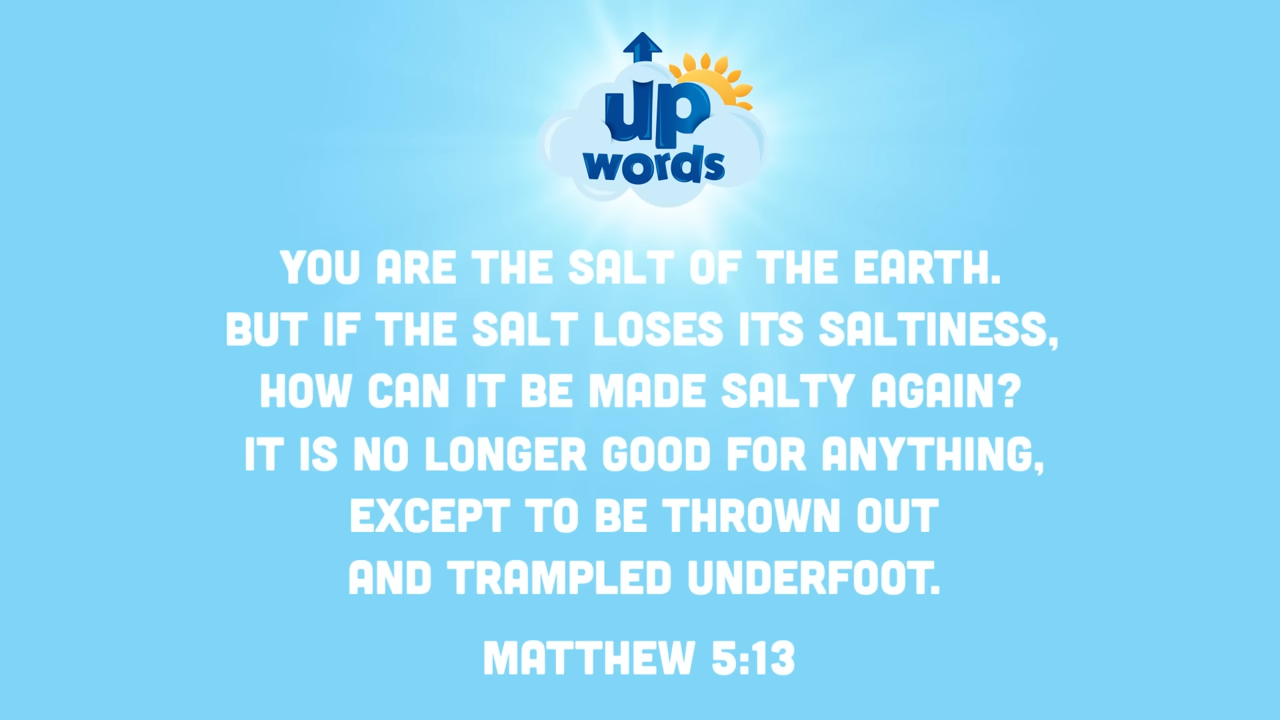 up
words
YOU ARE THE SALT OF THE EARTH.
BUT IF THE SALT LOSES ITS SALTINESS,
HOW CAN IT BE MADE SALTY AGAIN?
IT IS NO LONGER GOOD FOR ANYTHING,
EXCEPT TO BE THROWN OUT
AND TRAMPLED UNDERFOOT.
MATTHEW 5:13